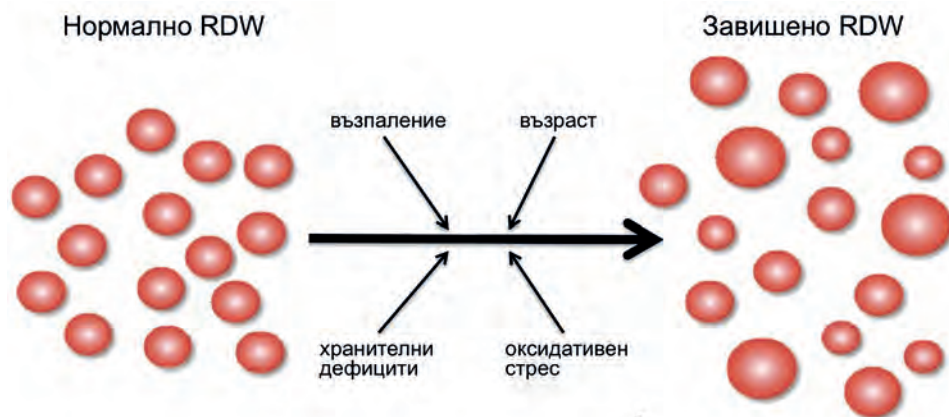 Нормално RDW
Завишено RDW
възпаление
възраст
хранителни
дефицити
оксидативен
стрес